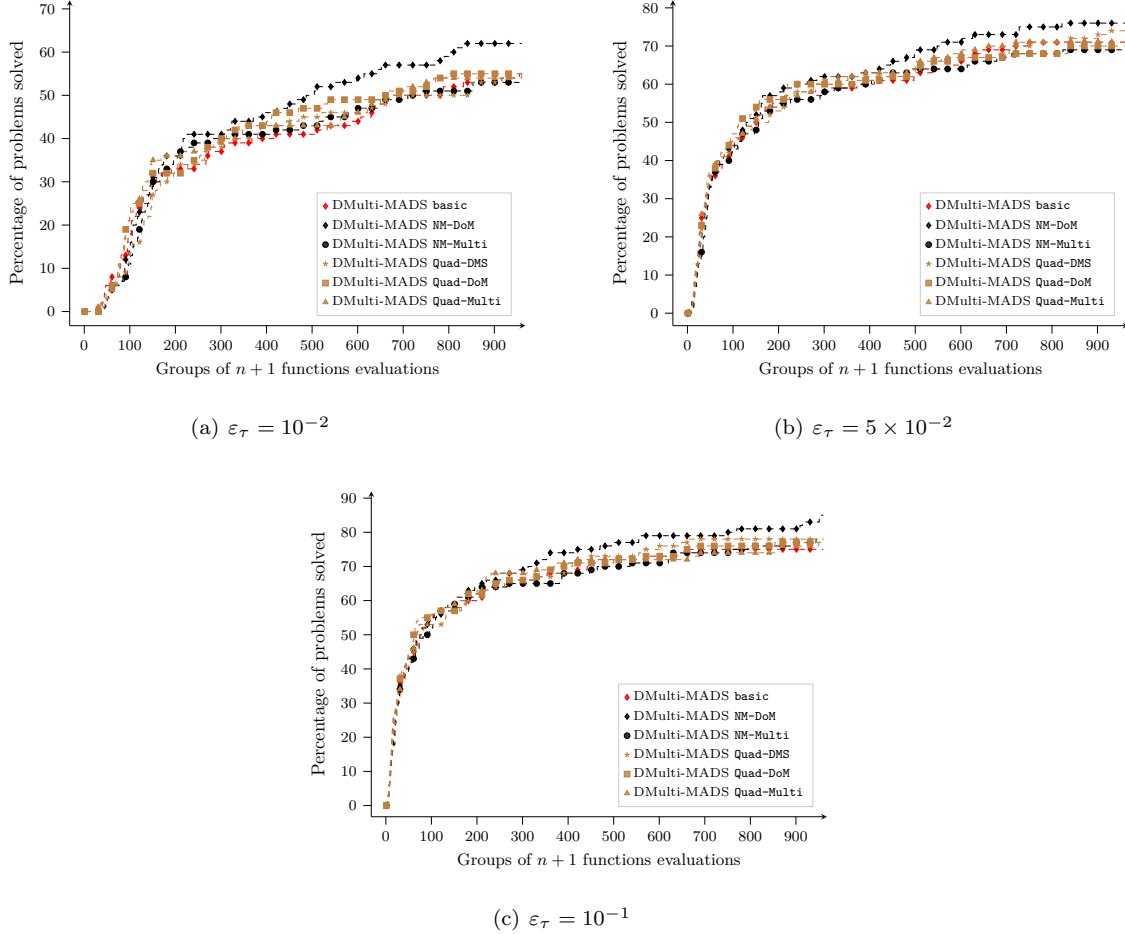 70
60
50
40
30
20
10
0
Percentage of problems solved
DMulti-MADS basic
DMulti-MADS NM-DoM
DMulti-MADS NM-Multi
DMulti-MADS Quad-DMS
DMulti-MADS Quad-DoM
DMulti-MADS Quad-Multi
0 100 200 300 400 500 600 700 800 900
Groups of n + 1 functions evaluations
(a) ε_τ = 10^{-2}
80
70
60
50
40
30
20
10
0
Percentage of problems solved
DMulti-MADS basic
DMulti-MADS NM-DoM
DMulti-MADS NM-Multi
DMulti-MADS Quad-DMS
DMulti-MADS Quad-DoM
DMulti-MADS Quad-Multi
0 100 200 300 400 500 600 700 800 900
Groups of n + 1 functions evaluations
(b) ε_τ = 5 × 10^{-2}
90
80
70
60
50
40
30
20
10
0
Percentage of problems solved
DMulti-MADS basic
DMulti-MADS NM-DoM
DMulti-MADS NM-Multi
DMulti-MADS Quad-DMS
DMulti-MADS Quad-DoM
DMulti-MADS Quad-Multi
0 100 200 300 400 500 600 700 800 900
Groups of n + 1 functions evaluations
(c) ε_τ = 10^{-1}